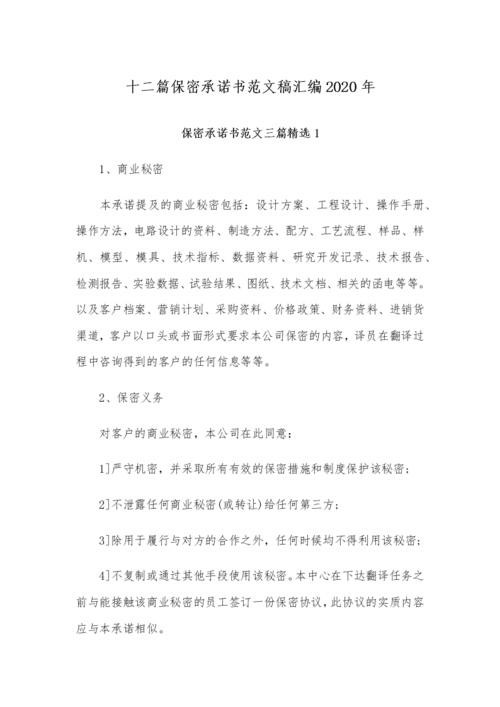 十二篇保密承诺书范文稿汇编 2020 年
保密承诺书范文三篇精选 1
1、商业秘密
本承诺提及的商业秘密包括：设计方案、工程设计、操作手册、
操作方法，电路设计的资料、制造方法、配方、工艺流程、样品、样
机、模型、模具、技术指标、数据资料、研究开发记录、技术报告、
检测报告、实验数据、试验结果、图纸、技术文档、相关的函电等等。
以及客户档案、营销计划、采购资料、价格政策、财务资料、进销货
渠道，客户以口头或书面形式要求本公司保密的内容，译员在翻译过
程中咨询得到的客户的任何信息等等。
2、保密义务
对客户的商业秘密，本公司在此同意：
1]严守机密，并采取所有有效的保密措施和制度保护该秘密；
2]不泄露任何商业秘密(或转让)给任何第三方；
3]除用于履行与对方的合作之外，任何时候均不得利用该秘密；
4]不复制或通过其他手段使用该秘密。本中心在下达翻译任务之
前与能接触该商业秘密的员工签订一份保密协议，此协议的实质内容
应与本承诺相似。